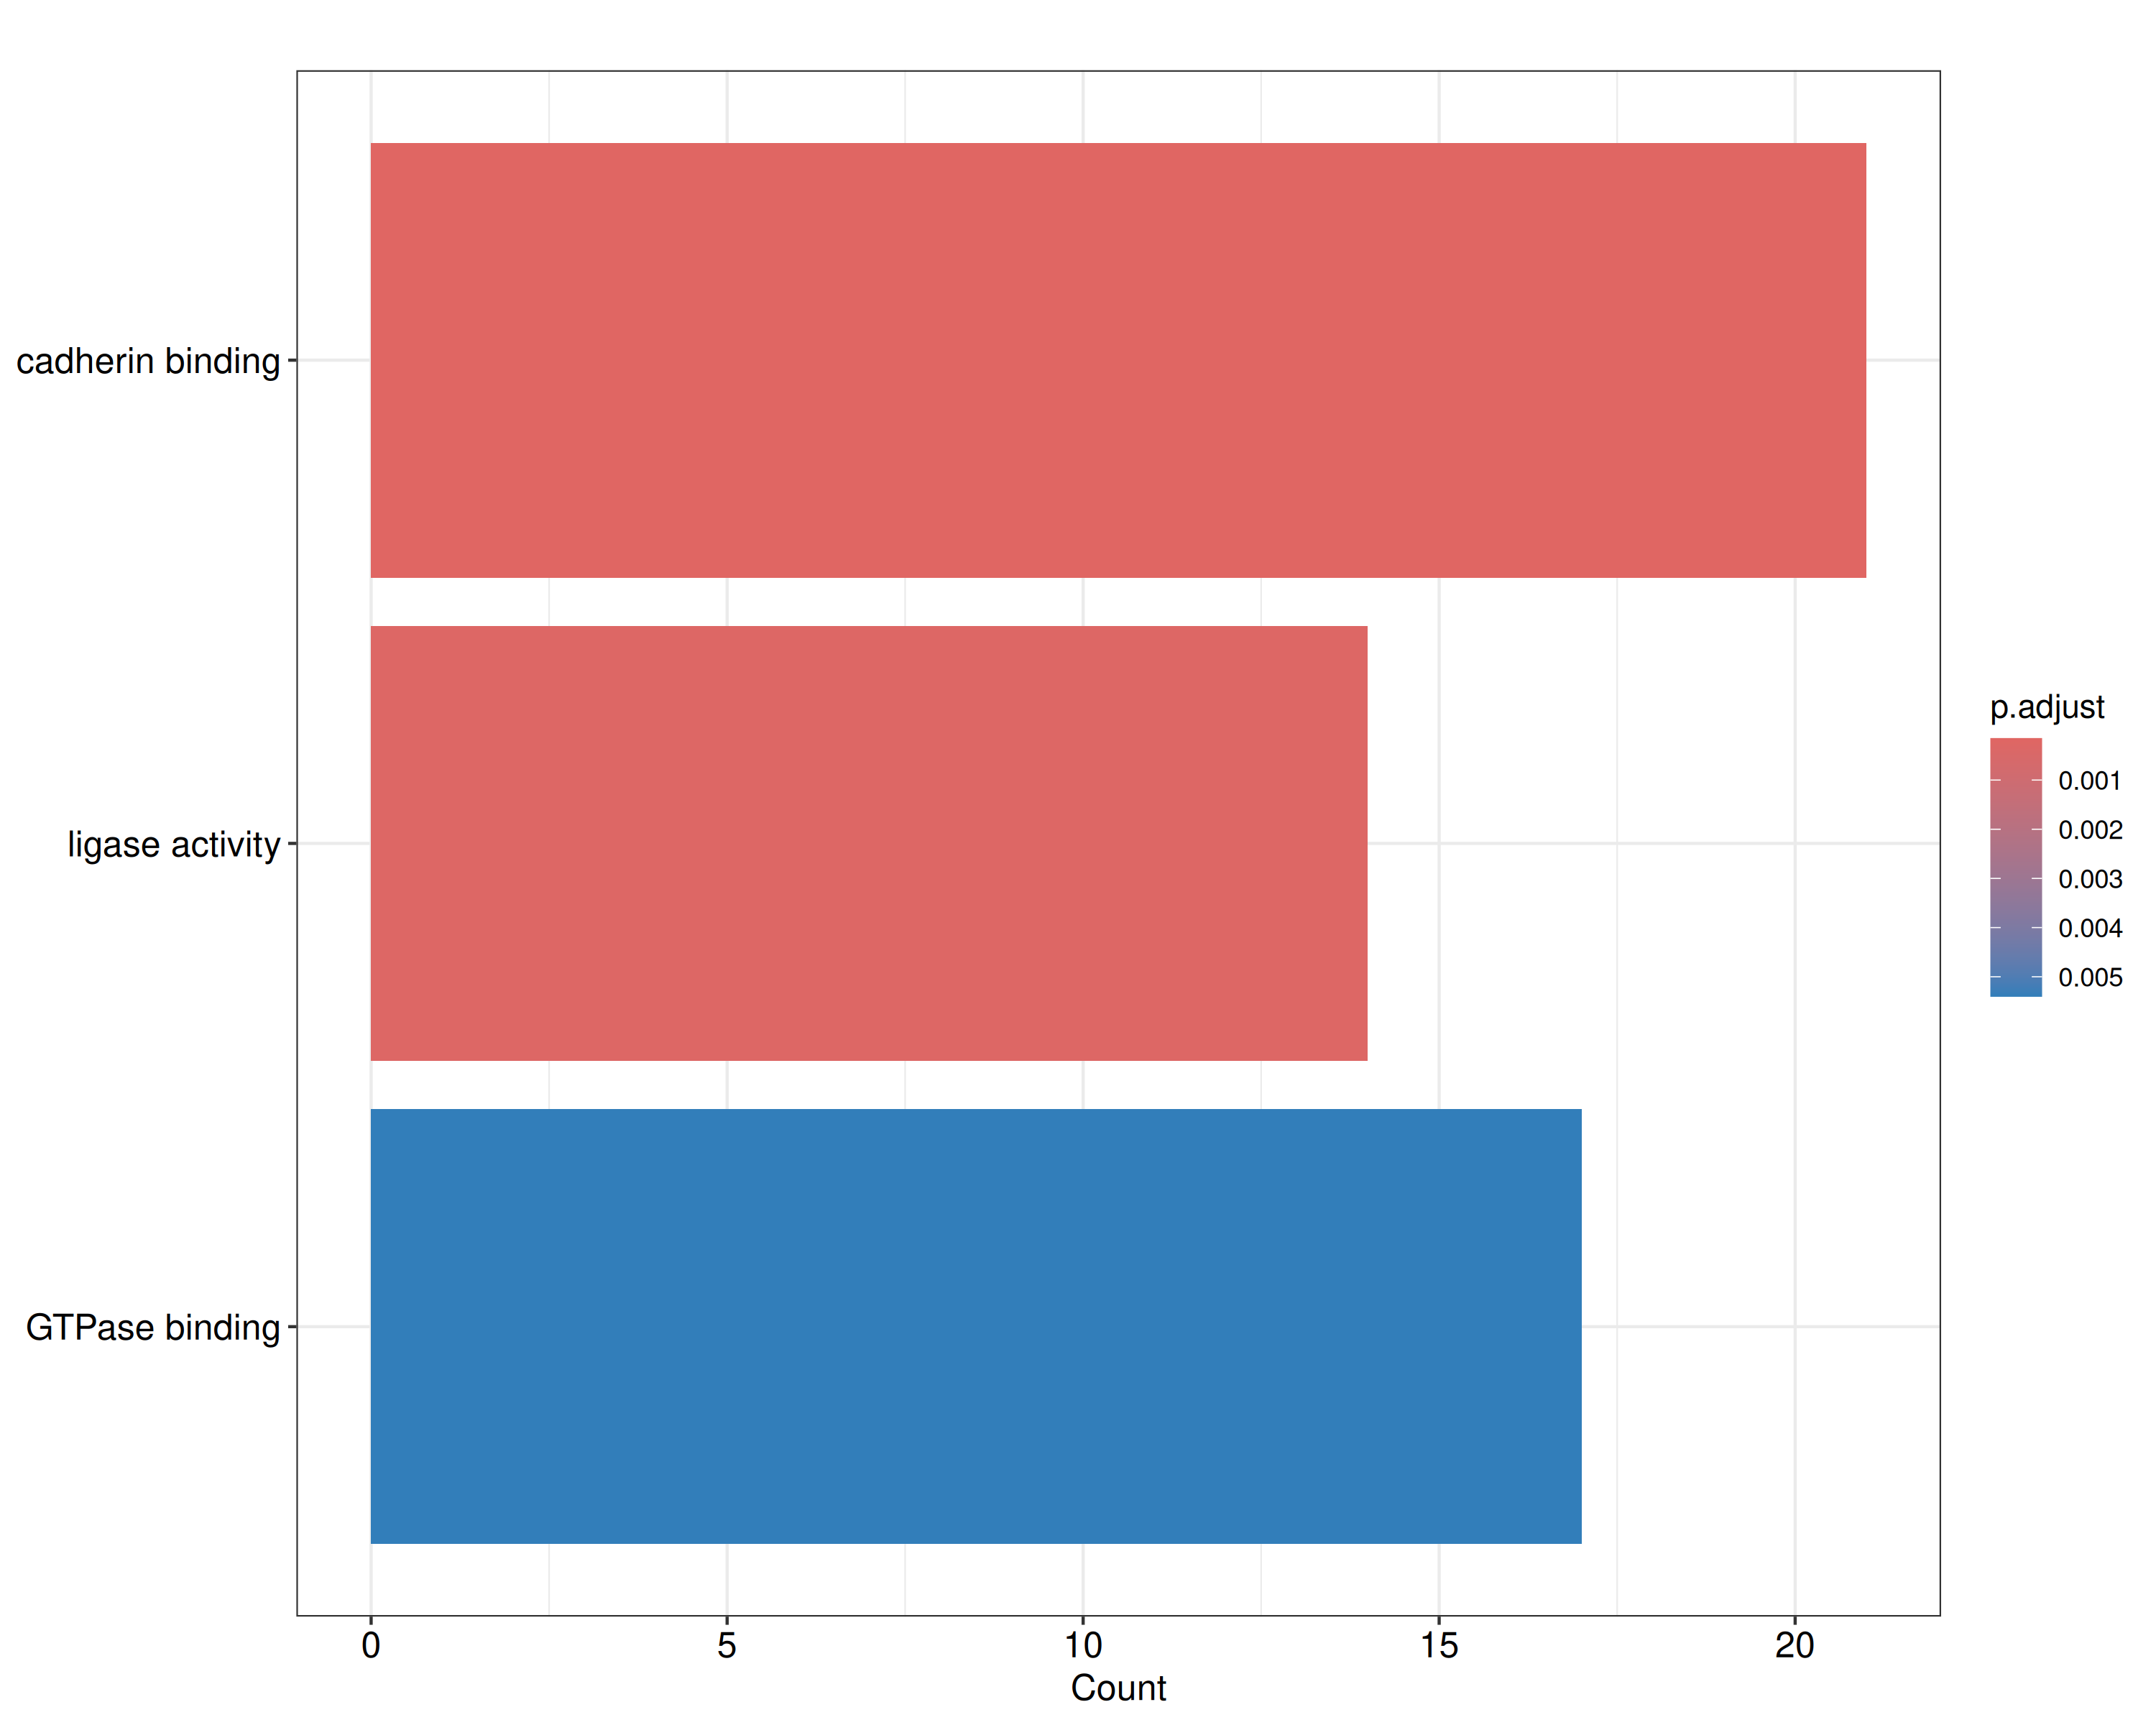 cadherin binding
ligase activity
GTPase binding
0 5 10 15 20
Count
p.adjust
0.001
0.002
0.003
0.004
0.005